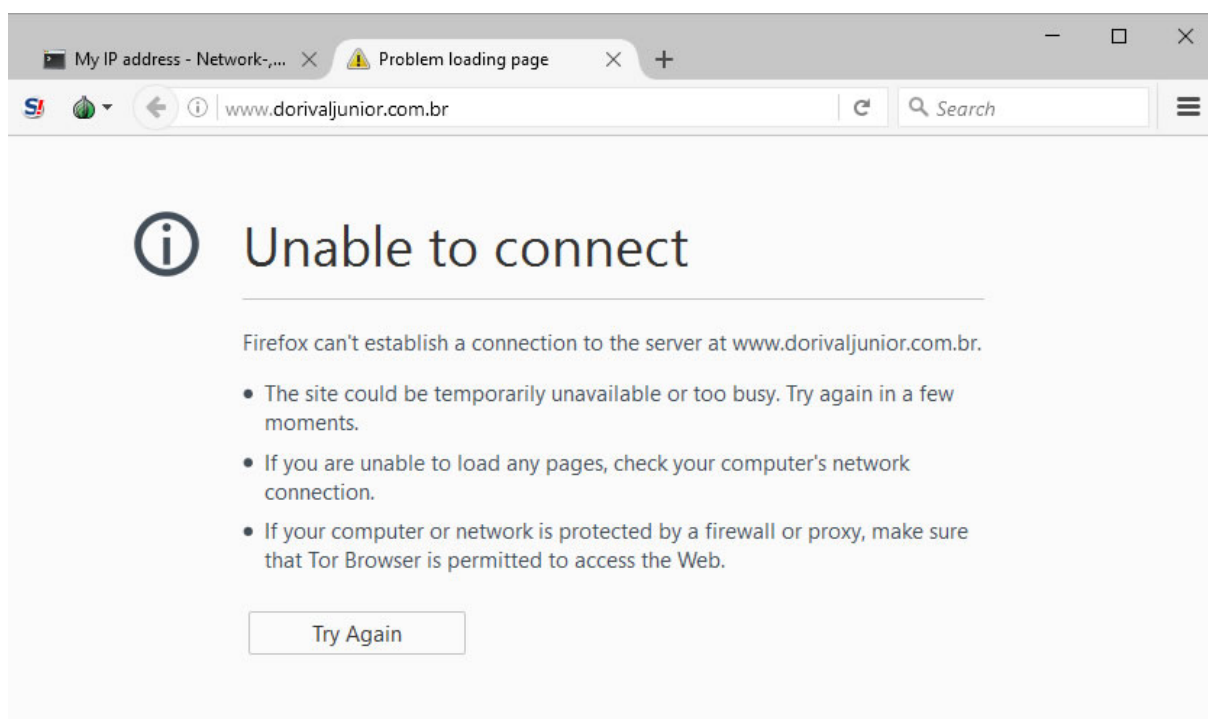 My IP address - Network-,... Problem loading page
S! www.dorivaljunior.com.br Search
Unable to connect
Firefox can't establish a connection to the server at www.dorivaljunior.com.br.
The site could be temporarily unavailable or too busy. Try again in a few
moments.
If you are unable to load any pages, check your computer's network
connection.
If your computer or network is protected by a firewall or proxy, make sure
that Tor Browser is permitted to access the Web.
Try Again